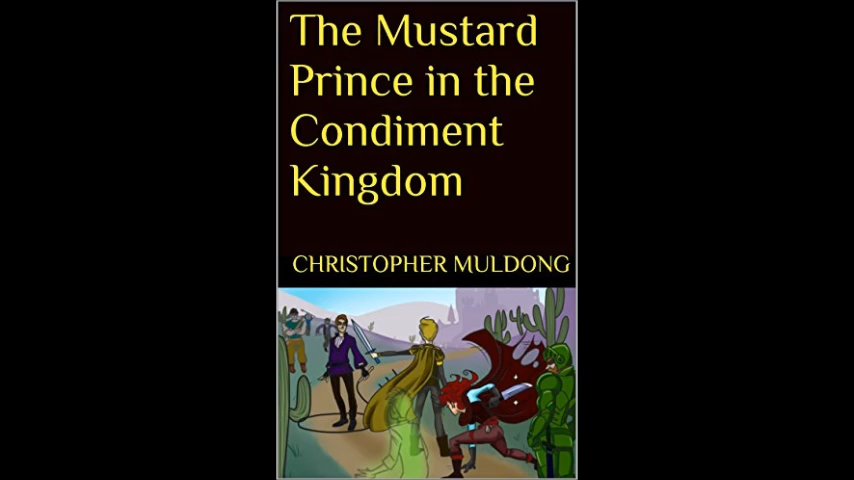 The Mustard
Prince in the
Condiment
Kingdom
CHRISTOPHER MULDONG